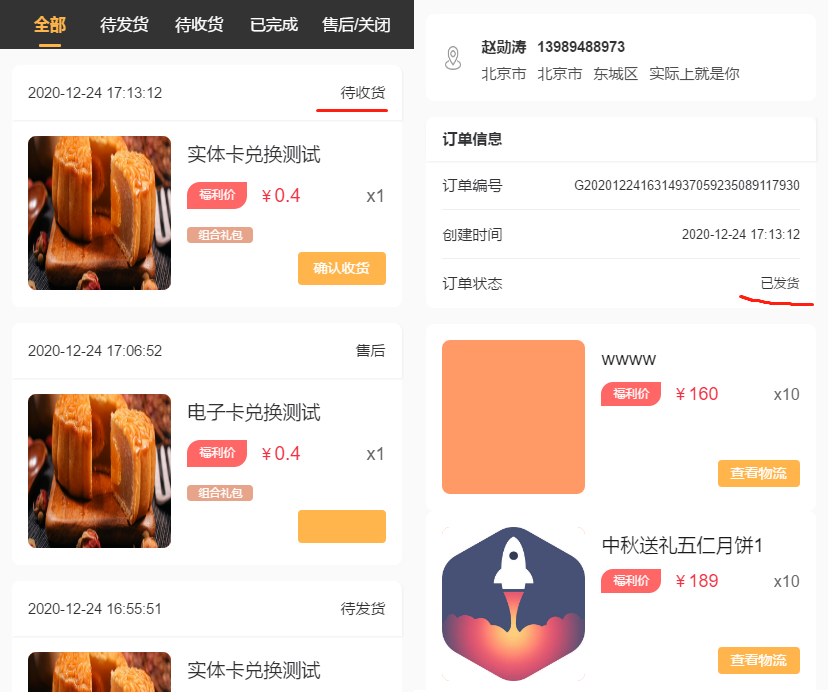 全部 待发货 待收货 已完成 售后/关闭
2020-12-24 17:13:12 待收货
实体卡兑换测试
福利价 ￥0.4 x1
组合礼包
确认收货
2020-12-24 17:06:52 售后
电子卡兑换测试
福利价 ￥0.4 x1
组合礼包
2020-12-24 16:55:51 待发货
实体卡兑换测试
赵勋涛 13989488973
北京市 北京市 东城区 实际上就是你
订单信息
订单编号 G20201224163149370592350891179​30
创建时间 2020-12-24 17:13:12
订单状态 已发货
wwww
福利价 ￥160 x10
查看物流
中秋送礼五仁月饼1
福利价 ￥189 x10
查看物流